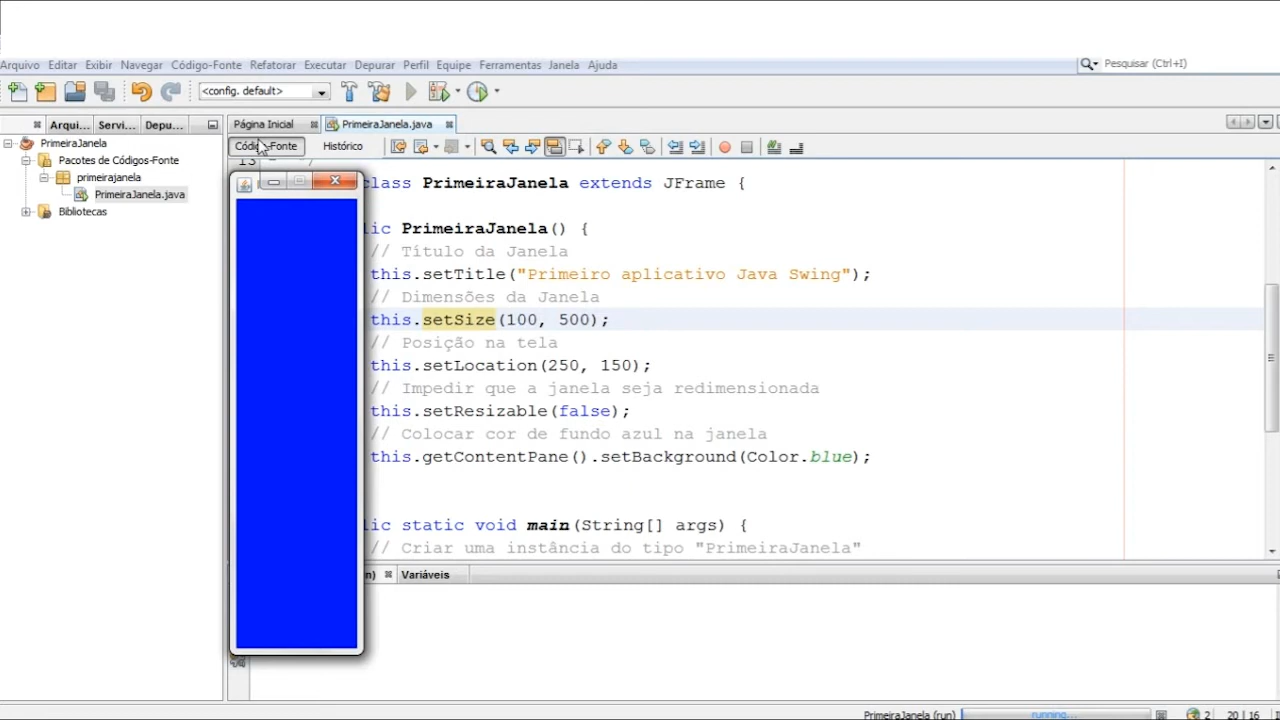 Arquivo Editar Exibir Navegar Código-Fonte Refatorar Executar Depurar Perfil Equipe Ferramentas Janela Ajuda
Pesquisar (Ctrl+I)
<config. default>
Arqui... Servi... Depu...
Página Inicial PrimeiraJanela.java
PrimeiraJanela
Pacotes de Códigos-Fonte
primeirajanela
PrimeiraJanela.java
Bibliotecas
Código-Fonte Histórico
13 */
class PrimeiraJanela extends JFrame {
lic PrimeiraJanela() {
// Título da Janela
this.setTitle("Primeiro aplicativo Java Swing");
// Dimensões da Janela
this.setSize(100, 500);
// Posição na tela
this.setLocation(250, 150);
// Impedir que a janela seja redimensionada
this.setResizable(false);
// Colocar cor de fundo azul na janela
this.getContentPane().setBackground(Color.blue);
lic static void main(String[] args) {
// Criar uma instância do tipo "PrimeiraJanela"
n) Variáveis
PrimeiraJanela (run) running... 2 20 | 16